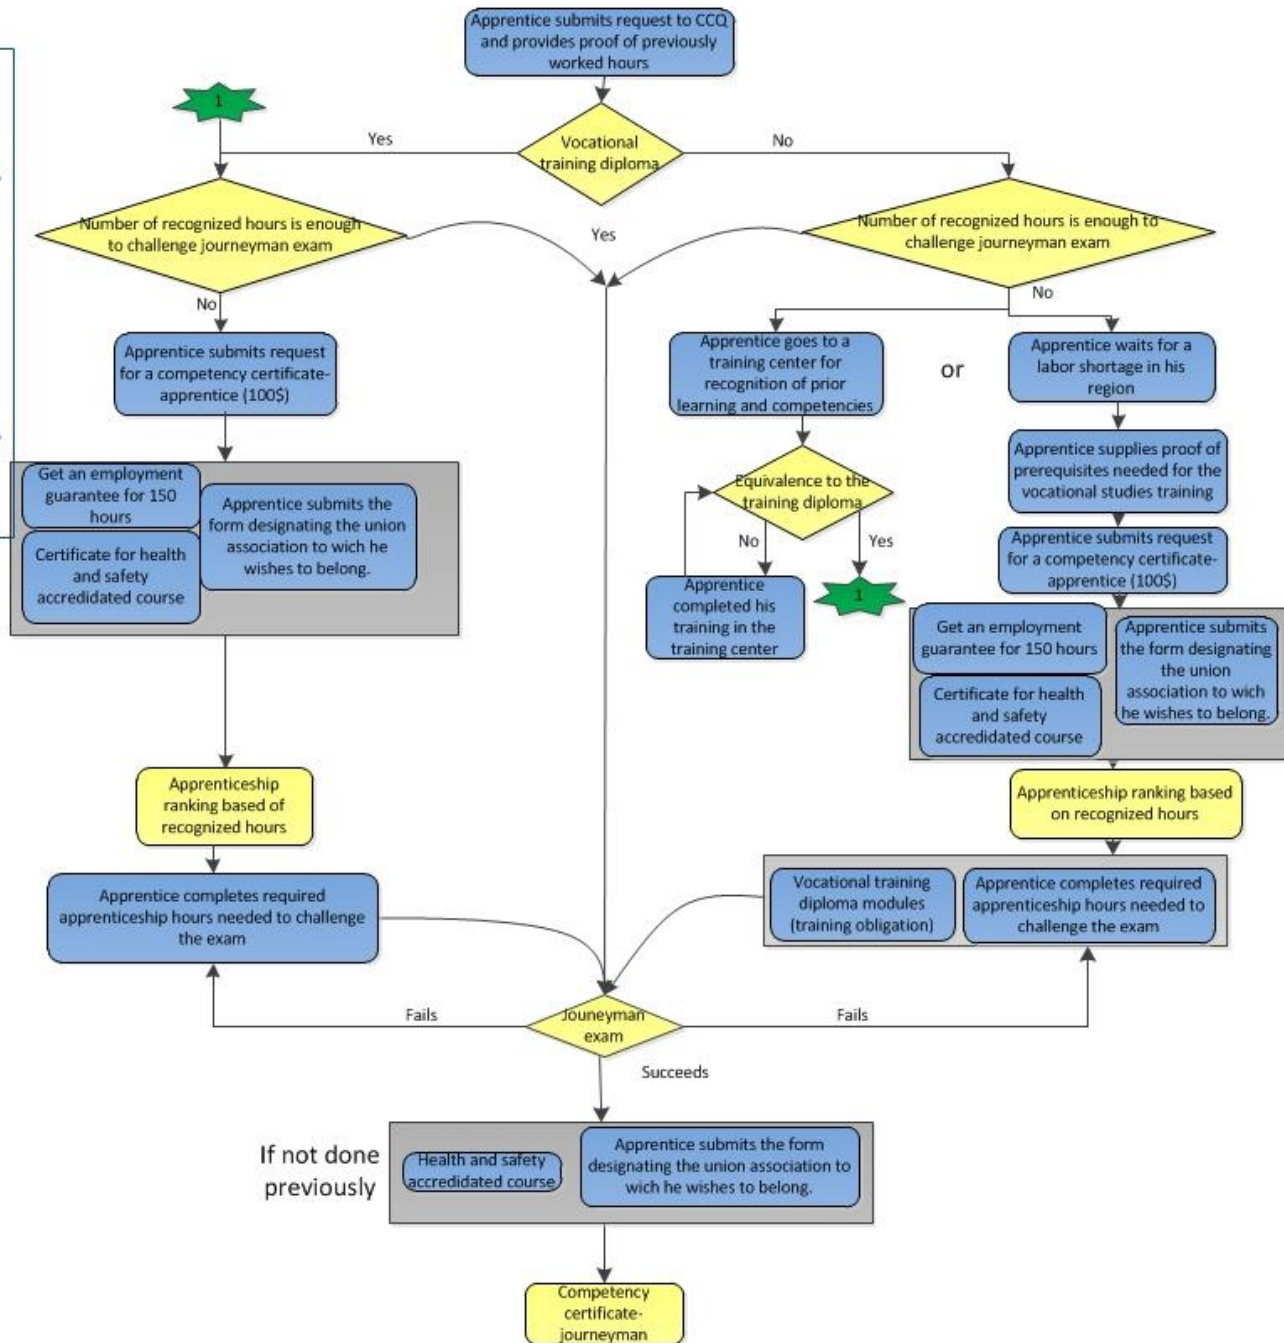 Apprentice submits request to CCQ
and provides proof of previously
worked hours
1
Yes
Vocational
training diploma
No
Number of recognized hours is enough
to challenge journeyman exam
Yes
Number of recognized hours is enough to
challenge journeyman exam
No
No
Apprentice submits request
for a competency certificate-
apprentice (100$)
Apprentice goes to a
training center for
recognition of prior
learning and competencies
or
Apprentice waits for a
labor shortage in his
region
Get an employment
guarantee for 150
hours
Apprentice submits the
form designating the union
association to wich he
wishes to belong.
Certificate for health
and safety
accredidated course
Equivalence to the
training diploma
No
Yes
Apprentice
completed his
training in the
training center
1
Apprentice supplies proof of
prerequisites needed for the
vocational studies training
Apprentice submits request
for a competency certificate-
apprentice (100$)
Get an employment
guarantee for 150 hours
Apprentice submits
the form designating
the union
association to wich
he wishes to belong.
Certificate for health
and safety
accredidated course
Apprenticeship
ranking based of
recognized hours
Apprenticeship ranking based
on recognized hours
Apprentice completes required
apprenticeship hours needed to challenge
the exam
Vocational training
diploma modules
(training obligation)
Apprentice completes required
apprenticeship hours needed to
challenge the exam
Fails
Jouneyman
exam
Fails
Succeeds
If not done
previously
Health and safety
accredidated course
Apprentice submits the form
designating the union association to
wich he wishes to belong.
Competency
certificate-
journeyman